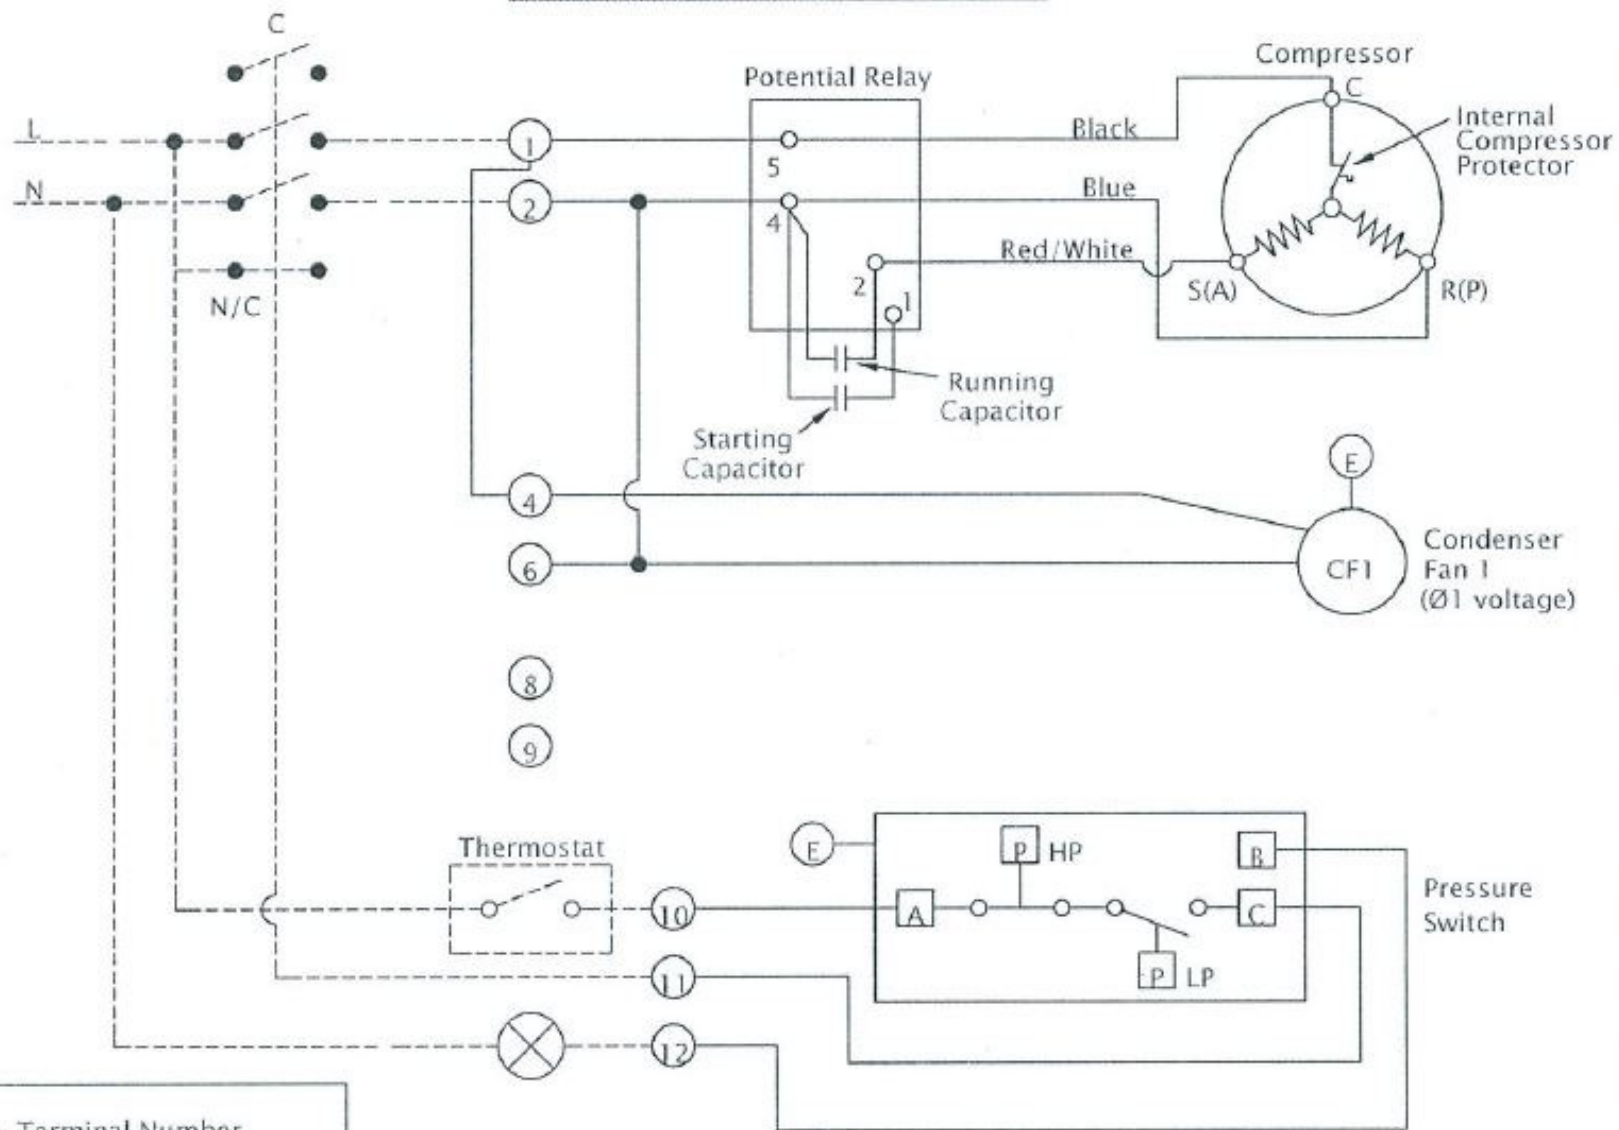 C
L
N
N/C
1
2
Potential Relay
5
4
2
1
Black
Blue
Red/White
Compressor
C
Internal
Compressor
Protector
S(A)
R(P)
Running
Capacitor
Starting
Capacitor
4
6
8
9
E
CF1
Condenser
Fan 1
(Ø1 voltage)
Thermostat
10
11
12
E
P HP
A
B
C
P LP
Pressure
Switch
Terminal Number